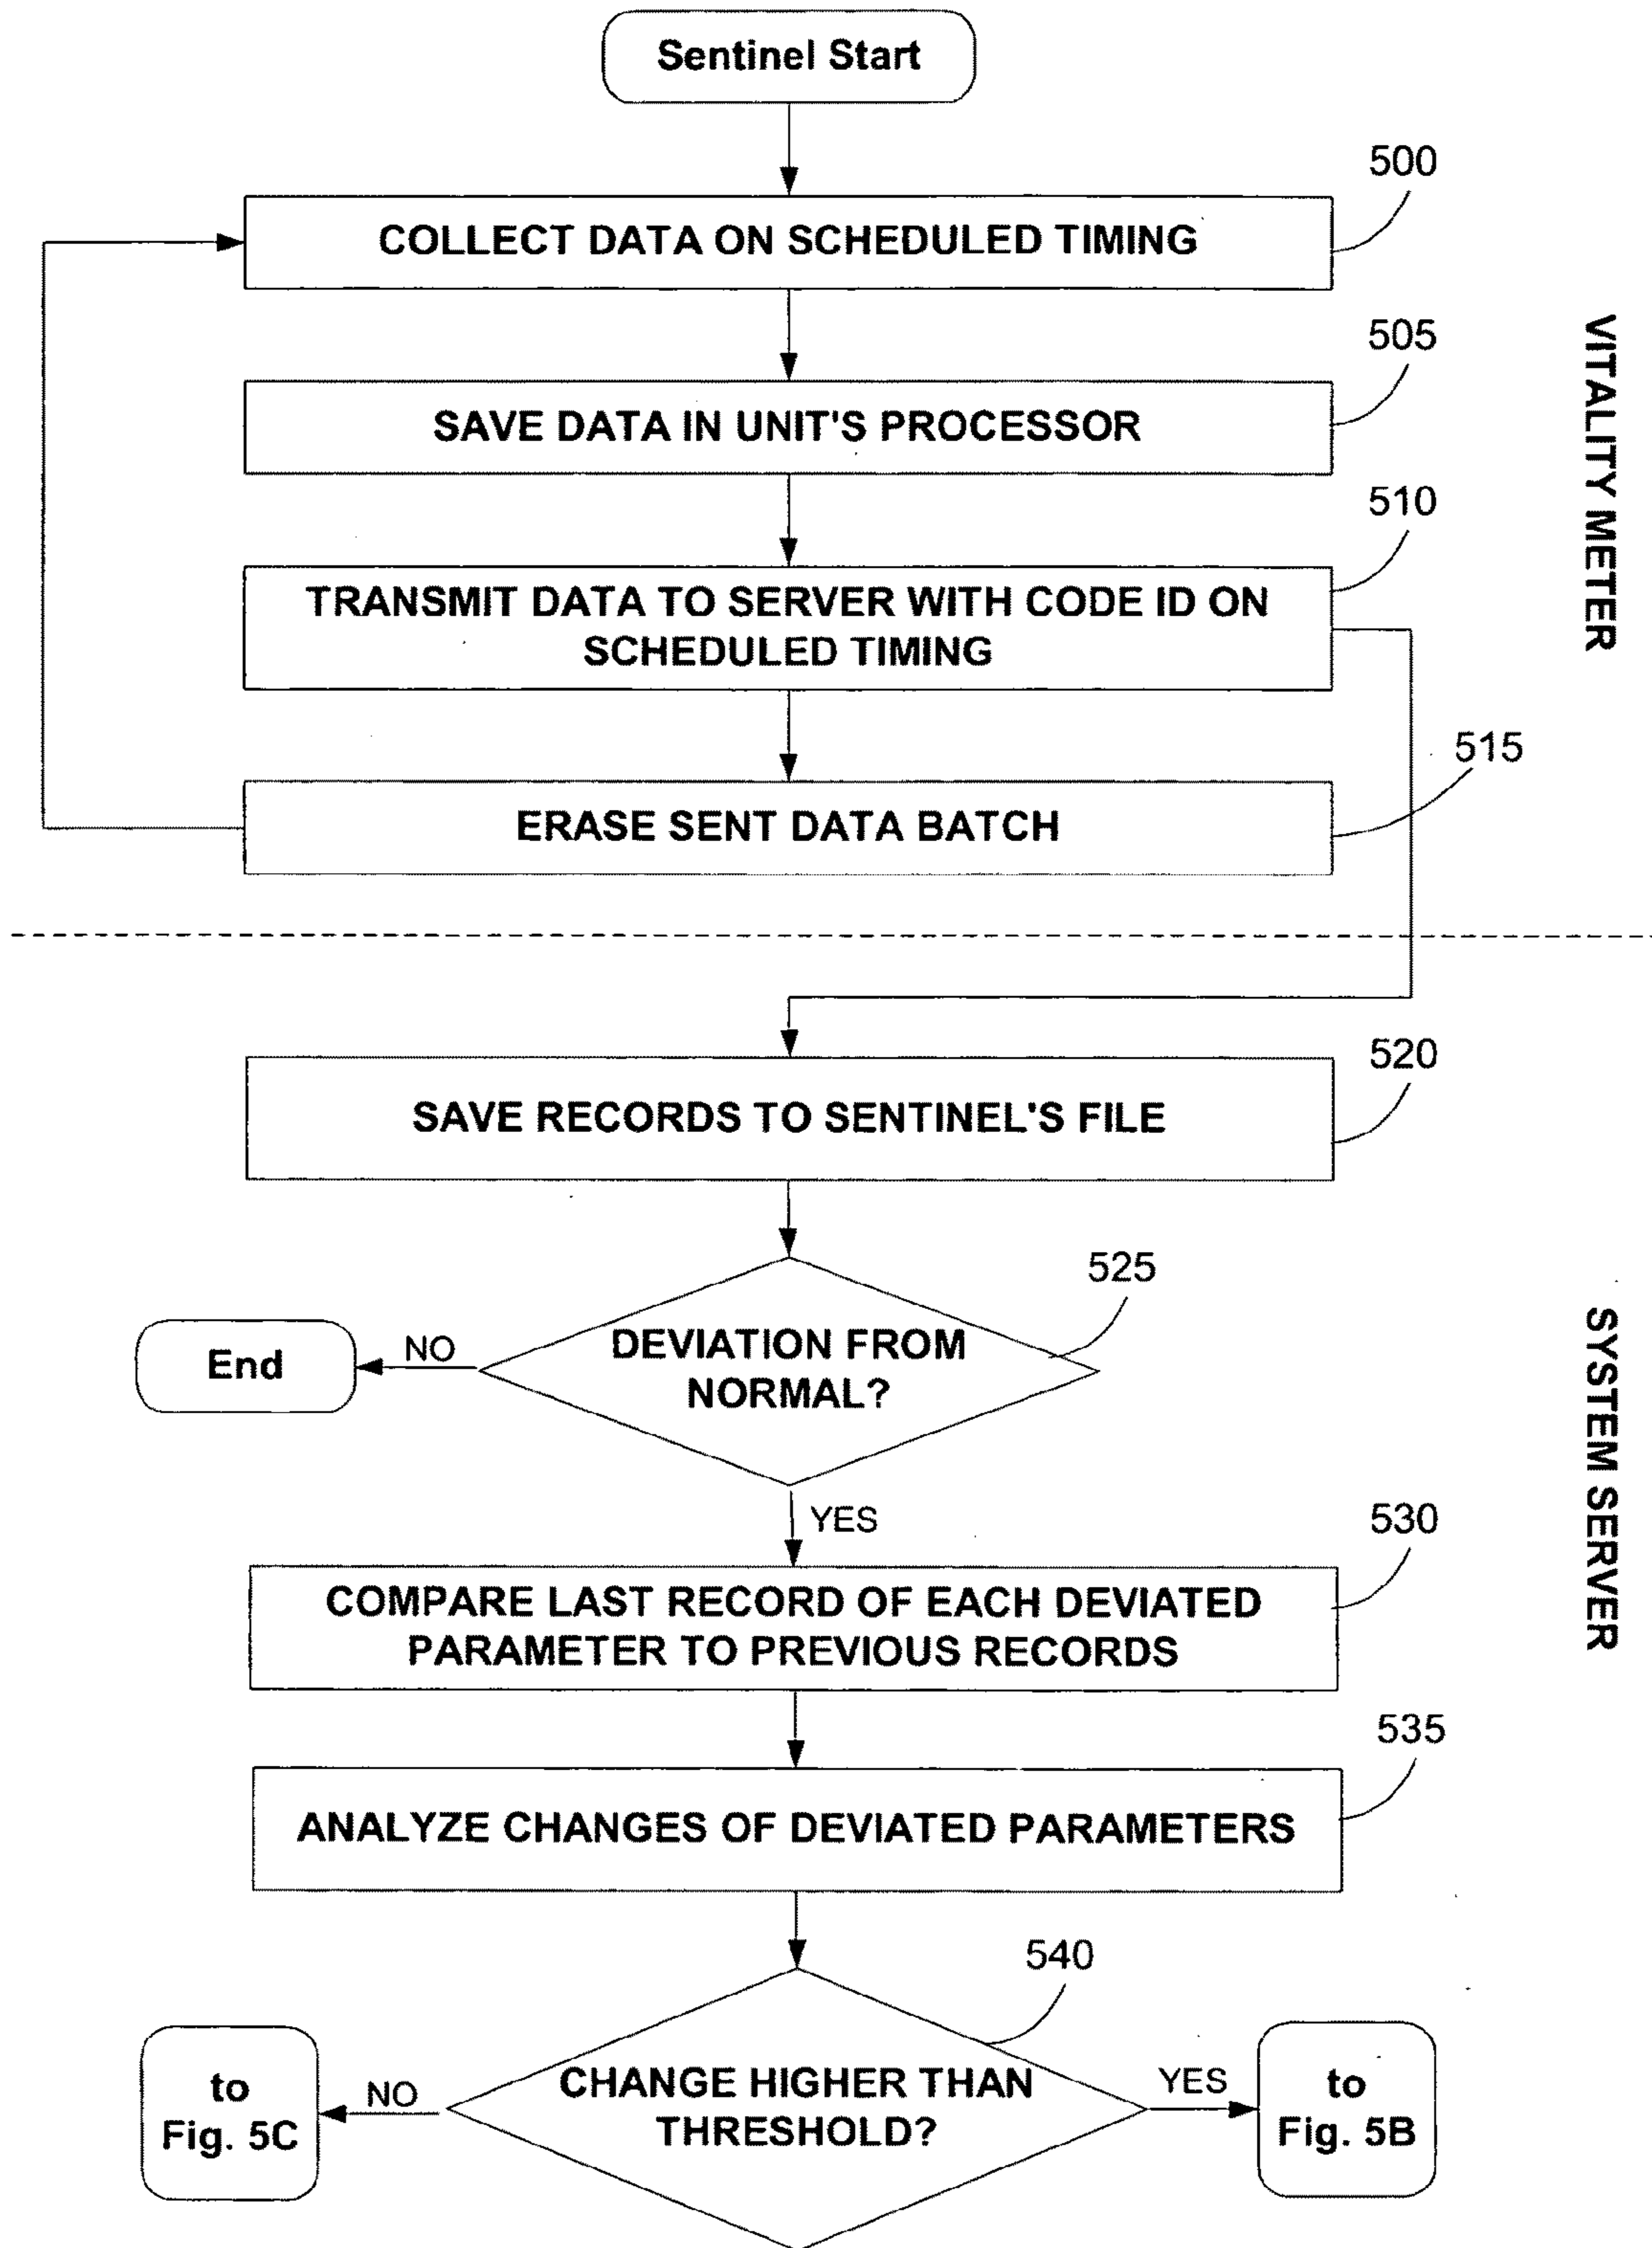 Sentinel Start
500
COLLECT DATA ON SCHEDULED TIMING
505
SAVE DATA IN UNIT'S PROCESSOR
510
TRANSMIT DATA TO SERVER WITH CODE ID ON
SCHEDULED TIMING
515
ERASE SENT DATA BATCH
VITALITY METER
520
SAVE RECORDS TO SENTINEL'S FILE
525
DEVIATION FROM
NORMAL?
NO
End
YES
530
COMPARE LAST RECORD OF EACH DEVIATED
PARAMETER TO PREVIOUS RECORDS
535
ANALYZE CHANGES OF DEVIATED PARAMETERS
540
CHANGE HIGHER THAN
THRESHOLD?
NO
to
Fig. 5C
YES
to
Fig. 5B
SYSTEM SERVER